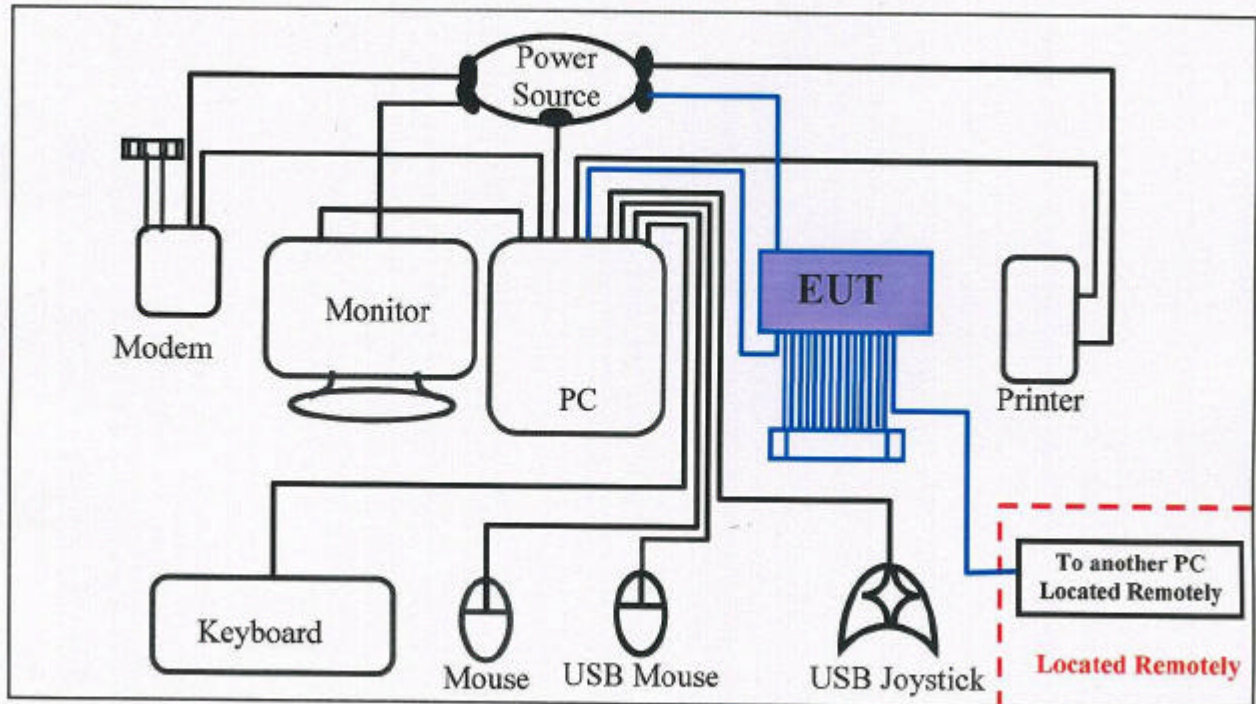 Power
Source
Modem
Monitor
PC
EUT
Printer
Keyboard
Mouse
USB Mouse
USB Joystick
To another PC
Located Remotely
Located Remotely